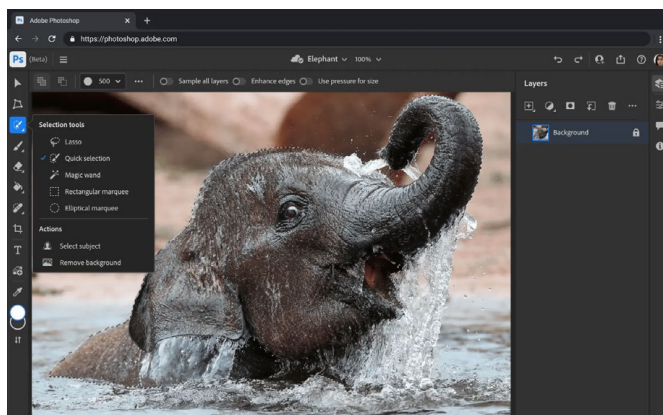 Ps Adobe Photoshop × +
https://photoshop.adobe.com
Ps (Beta) Elephant 100%
500 Sample all layers Enhance edges Use pressure for size
Layers
Background
Selection tools
Lasso
Quick selection
Magic wand
Rectangular marquee
Elliptical marquee
Actions
Select subject
Remove background
T